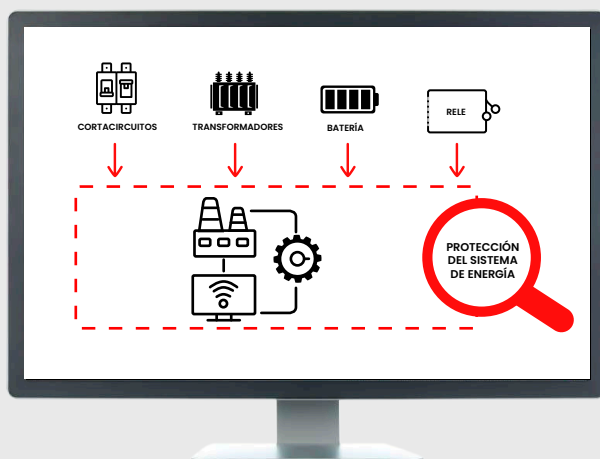 CORTACIRCUITOS
TRANSFORMADORES
BATERÍA
RELE
PROTECCIÓN
DEL SISTEMA
DE ENERGÍA